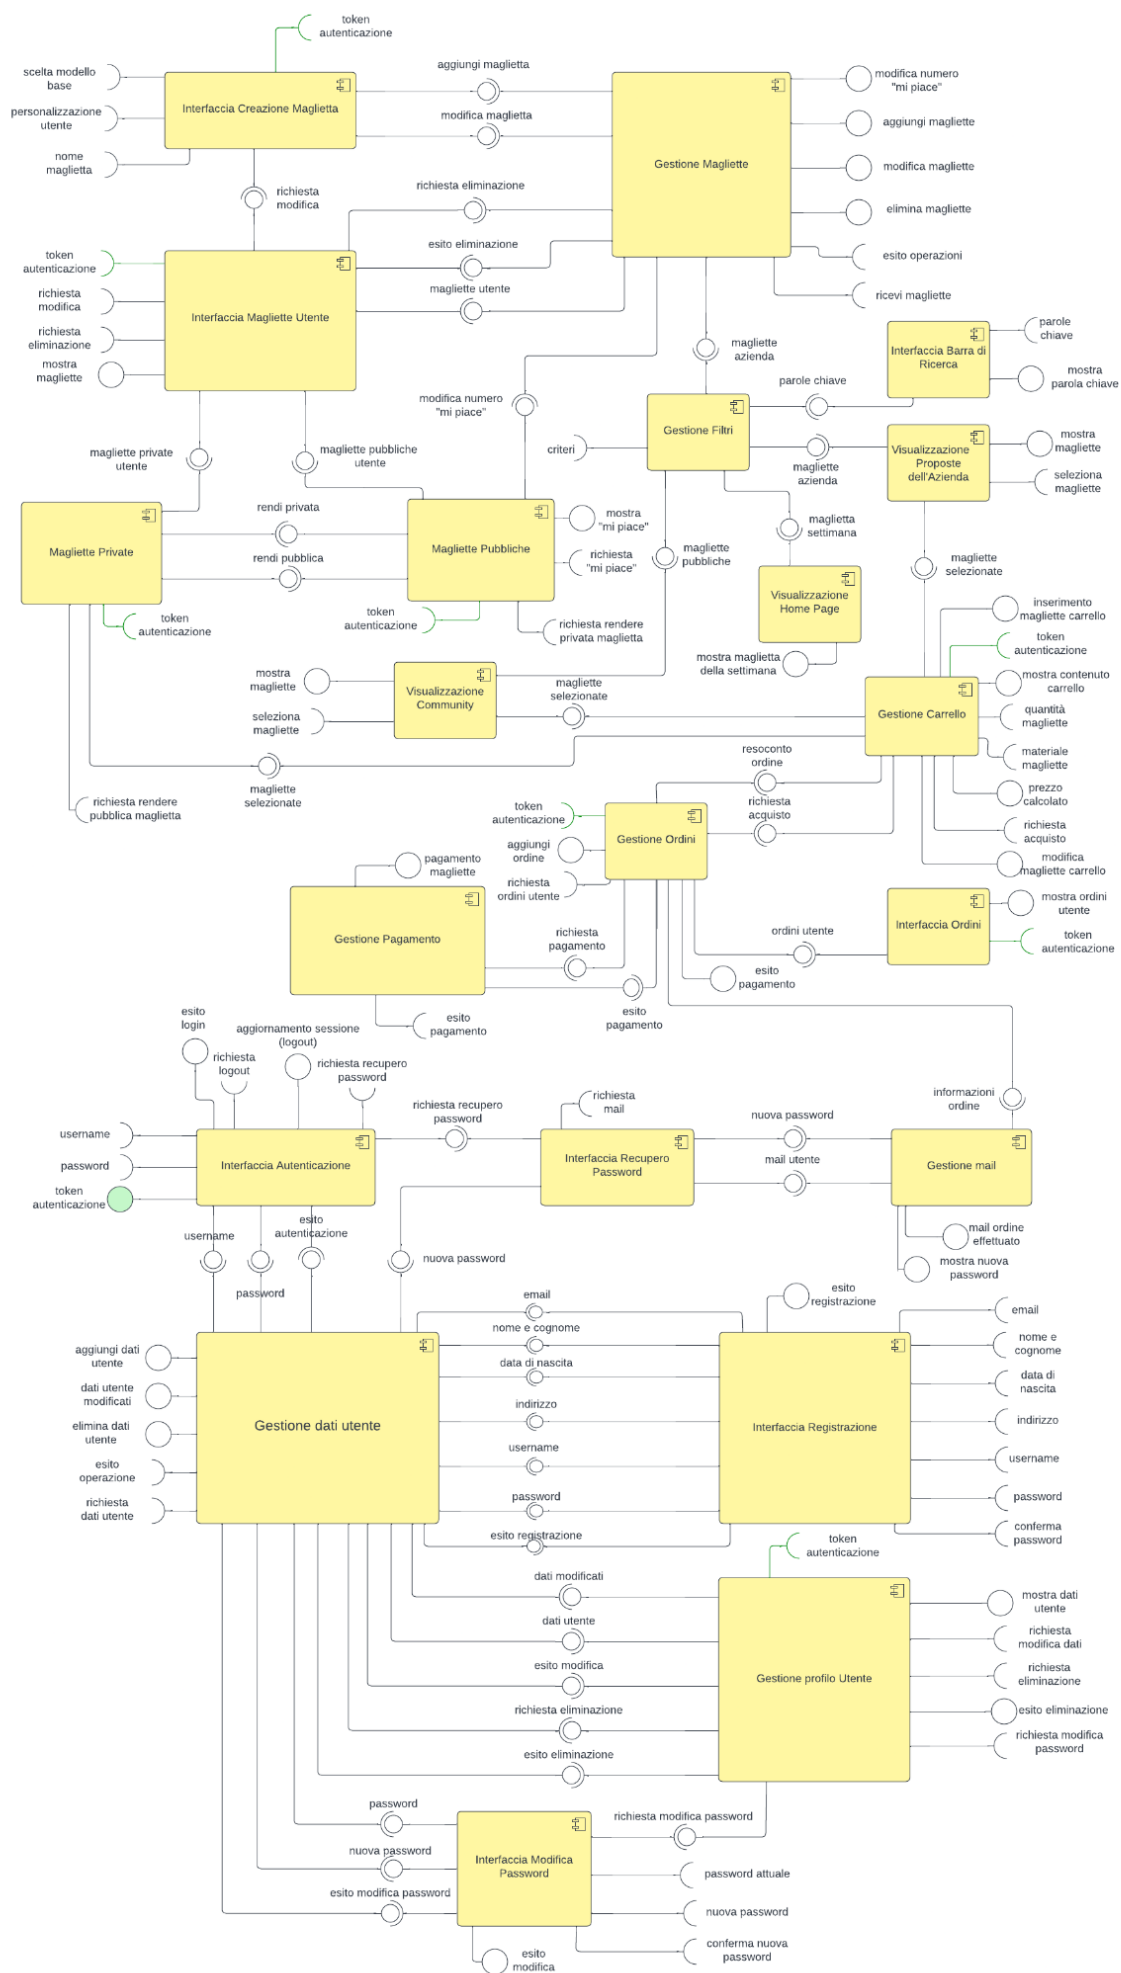 token
autenticazione
scelta modello
base
personalizzazione
utente
nome
maglietta
Interfaccia Creazione Maglietta
aggiungi maglietta
modifica maglietta
Gestione Magliette
modifica numero
"mi piace"
aggiungi magliette
modifica magliette
elimina magliette
esito operazioni
ricevi magliette
richiesta
modifica
richiesta eliminazione
esito eliminazione
magliette utente
token
autenticazione
richiesta
modifica
richiesta
eliminazione
mostra
magliette
Interfaccia Magliette Utente
magliette
azienda
Interfaccia Barra di
Ricerca
parole
chiave
mostra
parola chiave
parole chiave
modifica numero
"mi piace"
Gestione Filtri
criteri
magliette
azienda
Visualizzazione
Proposte
dell'Azienda
mostra
magliette
seleziona
magliette
magliette private
utente
magliette pubbliche
utente
Magliette Private
rendi privata
rendi pubblica
Magliette Pubbliche
mostra
"mi piace"
richiesta
"mi piace"
magliette
pubbliche
maglietta
settimana
magliette
selezionate
Visualizzazione
Home Page
token
autenticazione
token
autenticazione
richiesta rendere
privata maglietta
mostra maglietta
della settimana
inserimento
magliette carrello
token
autenticazione
mostra contenuto
carrello
quantità
magliette
materiale
magliette
prezzo
calcolato
richiesta
acquisto
modifica
magliette carrello
Gestione Carrello
mostra
magliette
seleziona
magliette
Visualizzazione
Community
magliette
selezionate
magliette
selezionate
richiesta rendere
pubblica maglietta
resoconto
ordine
richiesta
acquisto
token
autenticazione
aggiungi
ordine
richiesta
ordini utente
Gestione Ordini
pagamento
magliette
Gestione Pagamento
richiesta
pagamento
esito
pagamento
esito
pagamento
esito
pagamento
ordini utente
Interfaccia Ordini
mostra ordini
utente
token
autenticazione
esito
login
richiesta
logout
aggiornamento sessione
(logout)
richiesta recupero
password
username
password
token
autenticazione
Interfaccia Autenticazione
richiesta recupero
password
richiesta
mail
Interfaccia Recupero
Password
nuova password
mail utente
informazioni
ordine
Gestione mail
mail ordine
effettuato
mostra nuova
password
username
password
esito
autenticazione
nuova password
aggiungi dati
utente
dati utente
modificati
elimina dati
utente
esito
operazione
richiesta
dati utente
Gestione dati utente
email
nome e cognome
data di nascita
indirizzo
username
password
esito registrazione
esito
registrazione
Interfaccia Registrazione
email
nome e
cognome
data di
nascita
indirizzo
username
password
conferma
password
token
autenticazione
dati modificati
dati utente
esito modifica
richiesta eliminazione
esito eliminazione
Gestione profilo Utente
mostra dati
utente
richiesta
modifica dati
richiesta
eliminazione
esito eliminazione
richiesta modifica
password
password
nuova password
esito modifica password
Interfaccia Modifica
Password
richiesta modifica password
password attuale
nuova password
conferma nuova
password
esito
modifica